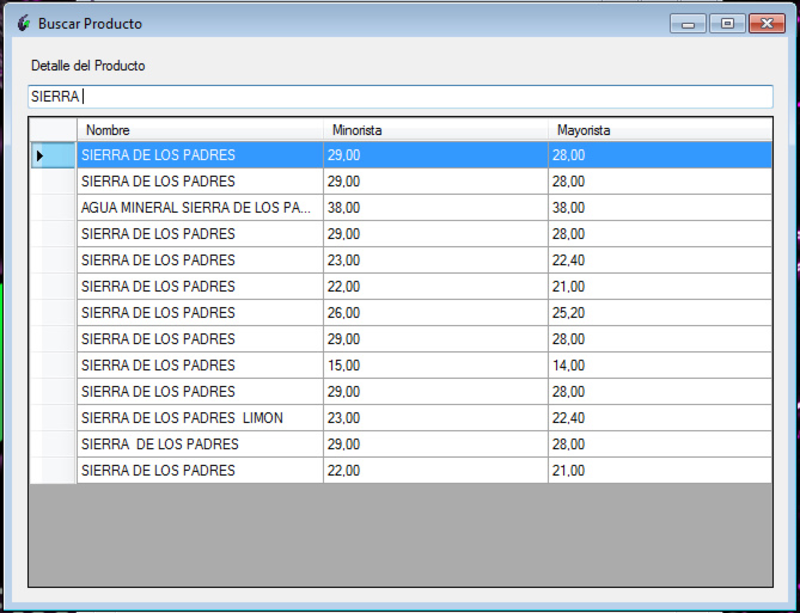 Buscar Producto
Detalle del Producto
SIERRA
Nombre Minorista Mayorista
SIERRA DE LOS PADRES 29,00 28,00
SIERRA DE LOS PADRES 29,00 28,00
AGUA MINERAL SIERRA DE LOS PA... 38,00 38,00
SIERRA DE LOS PADRES 29,00 28,00
SIERRA DE LOS PADRES 23,00 22,40
SIERRA DE LOS PADRES 22,00 21,00
SIERRA DE LOS PADRES 26,00 25,20
SIERRA DE LOS PADRES 29,00 28,00
SIERRA DE LOS PADRES 15,00 14,00
SIERRA DE LOS PADRES 29,00 28,00
SIERRA DE LOS PADRES  LIMON 23,00 22,40
SIERRA  DE LOS PADRES 29,00 28,00
SIERRA DE LOS PADRES 22,00 21,00